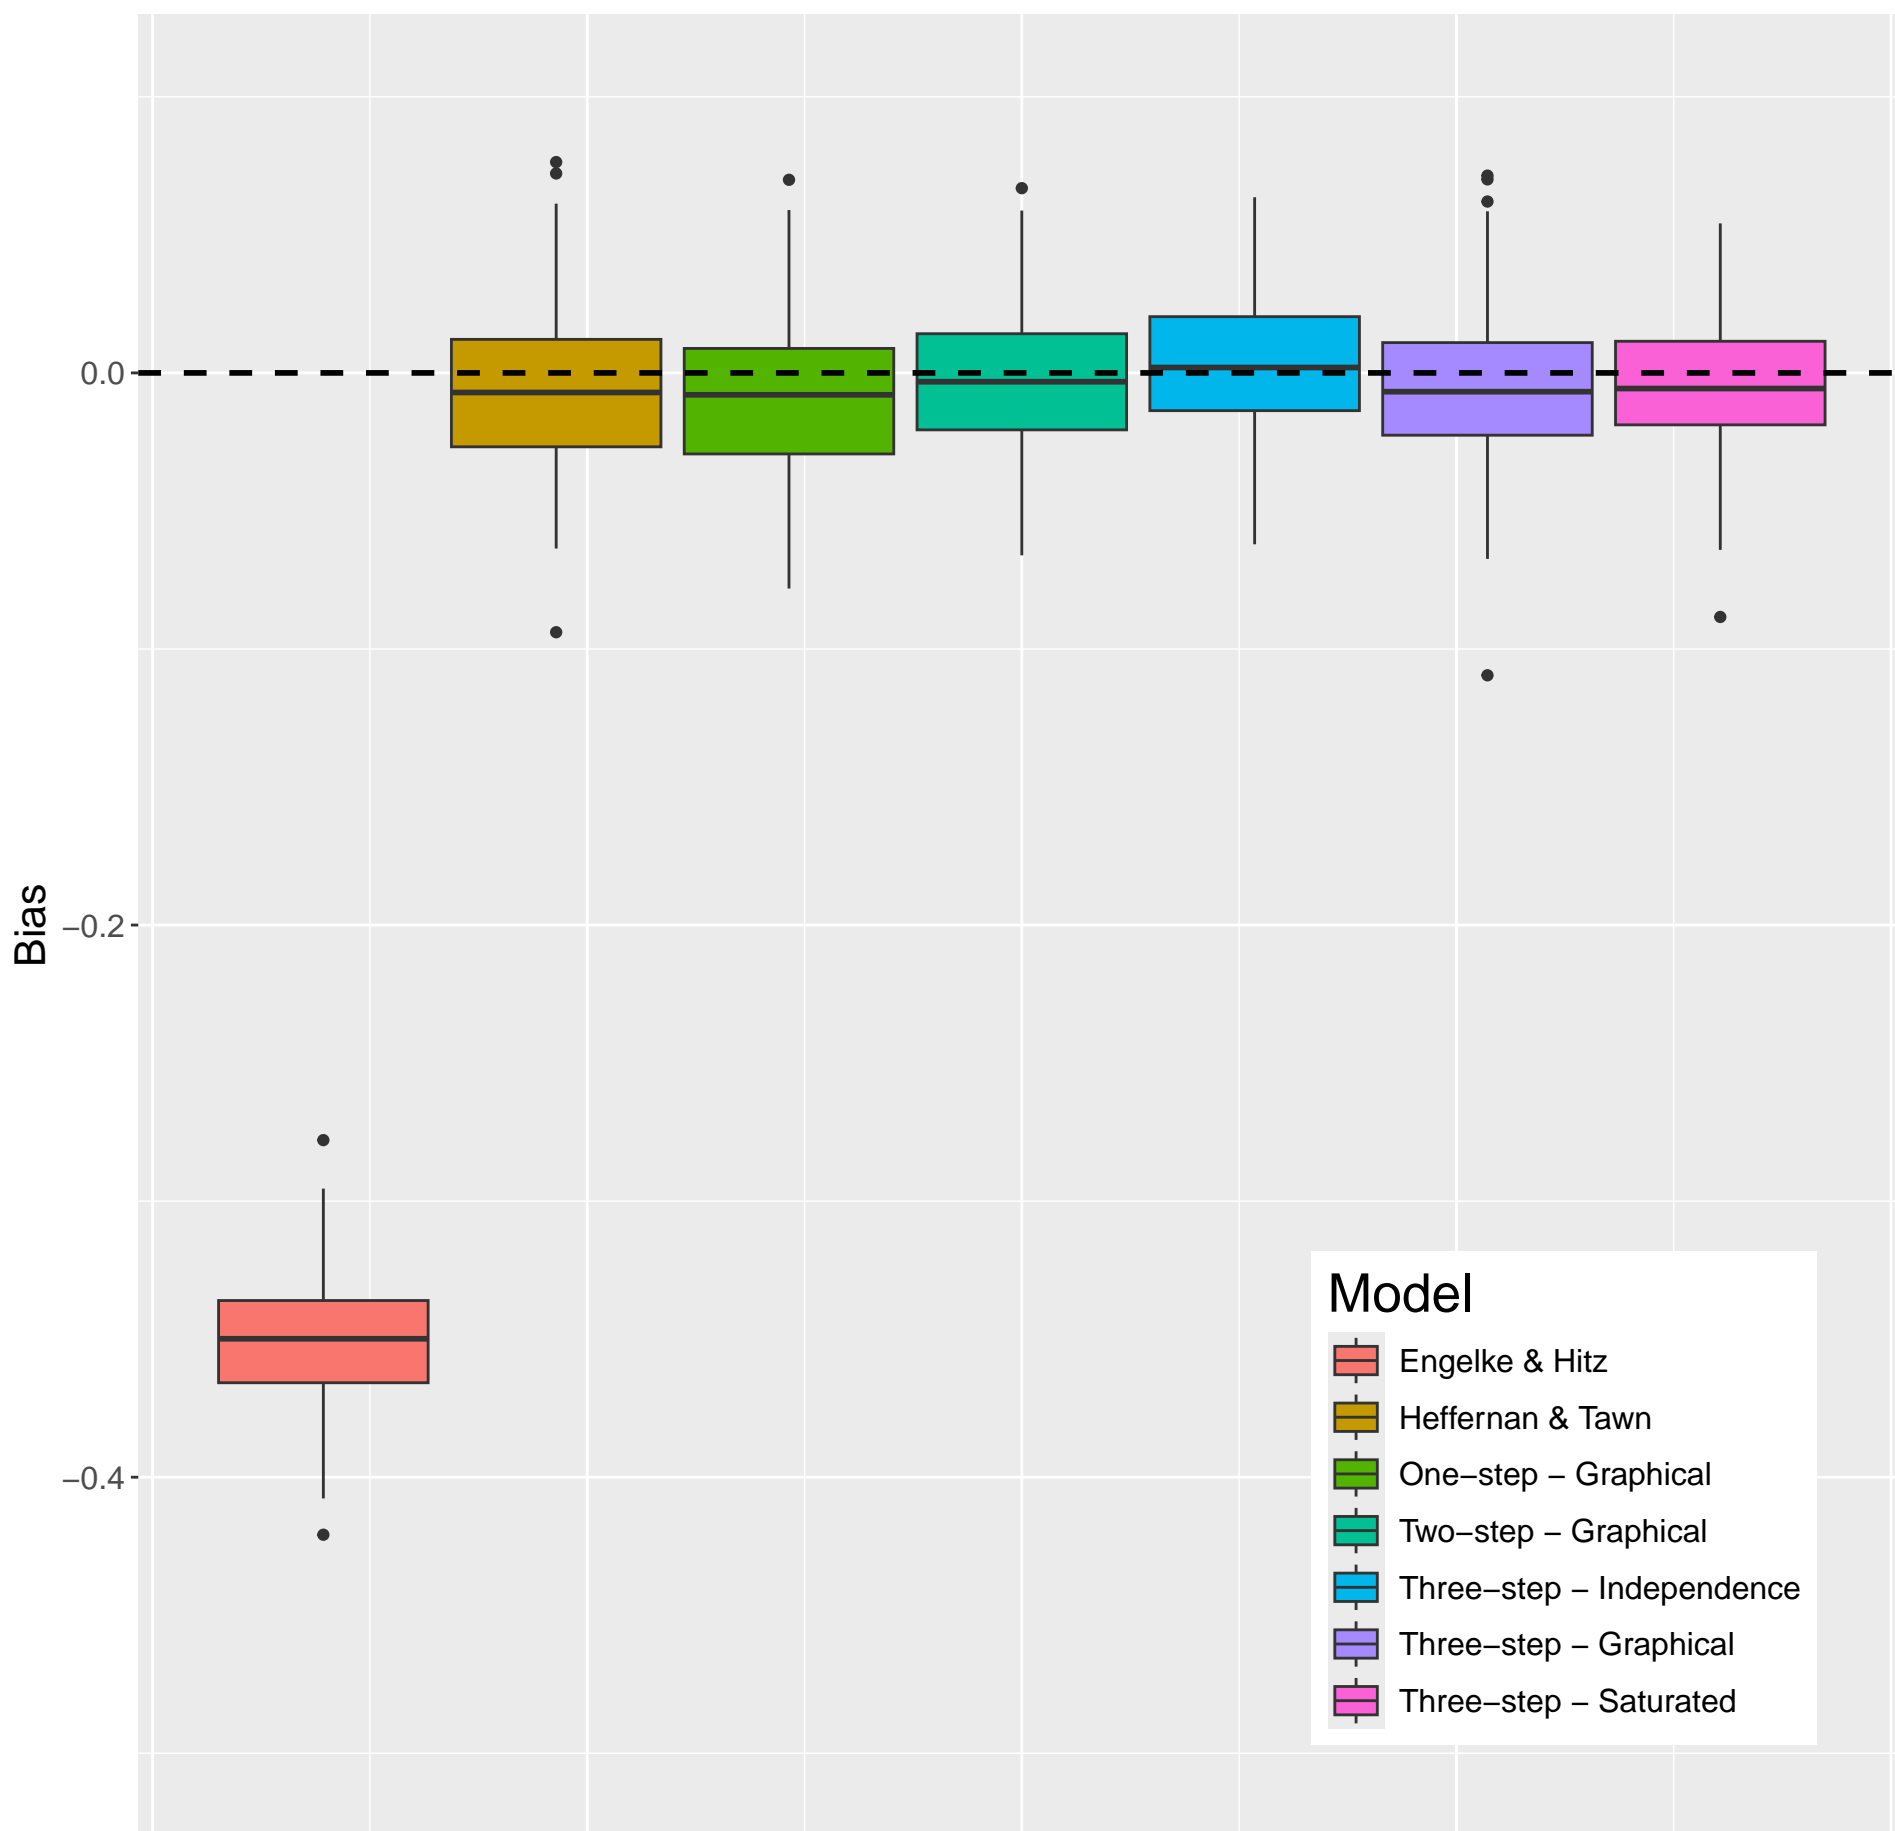 0.0
−0.2
−0.4
Bias
Model
Engelke & Hitz
Heffernan & Tawn
One−step − Graphical
Two−step − Graphical
Three−step − Independence
Three−step − Graphical
Three−step − Saturated